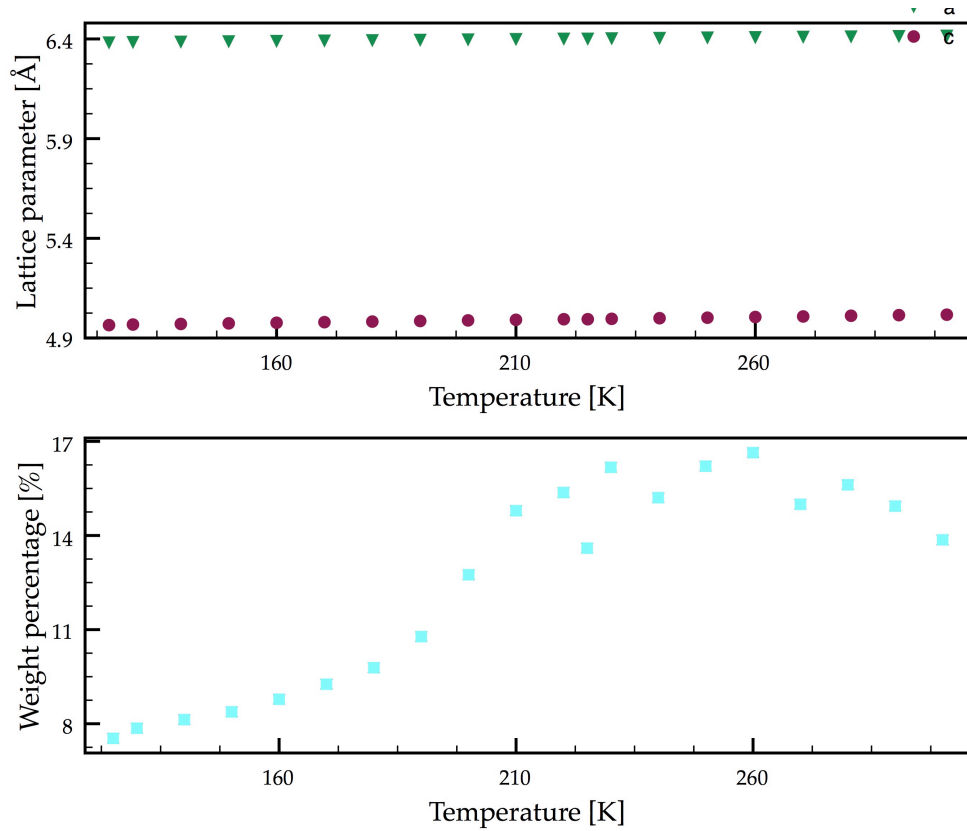 a
c
6.4
5.9
5.4
4.9
Lattice parameter [Å]
160
210
260
Temperature [K]
17
14
11
8
Weight percentage [%]
160
210
260
Temperature [K]